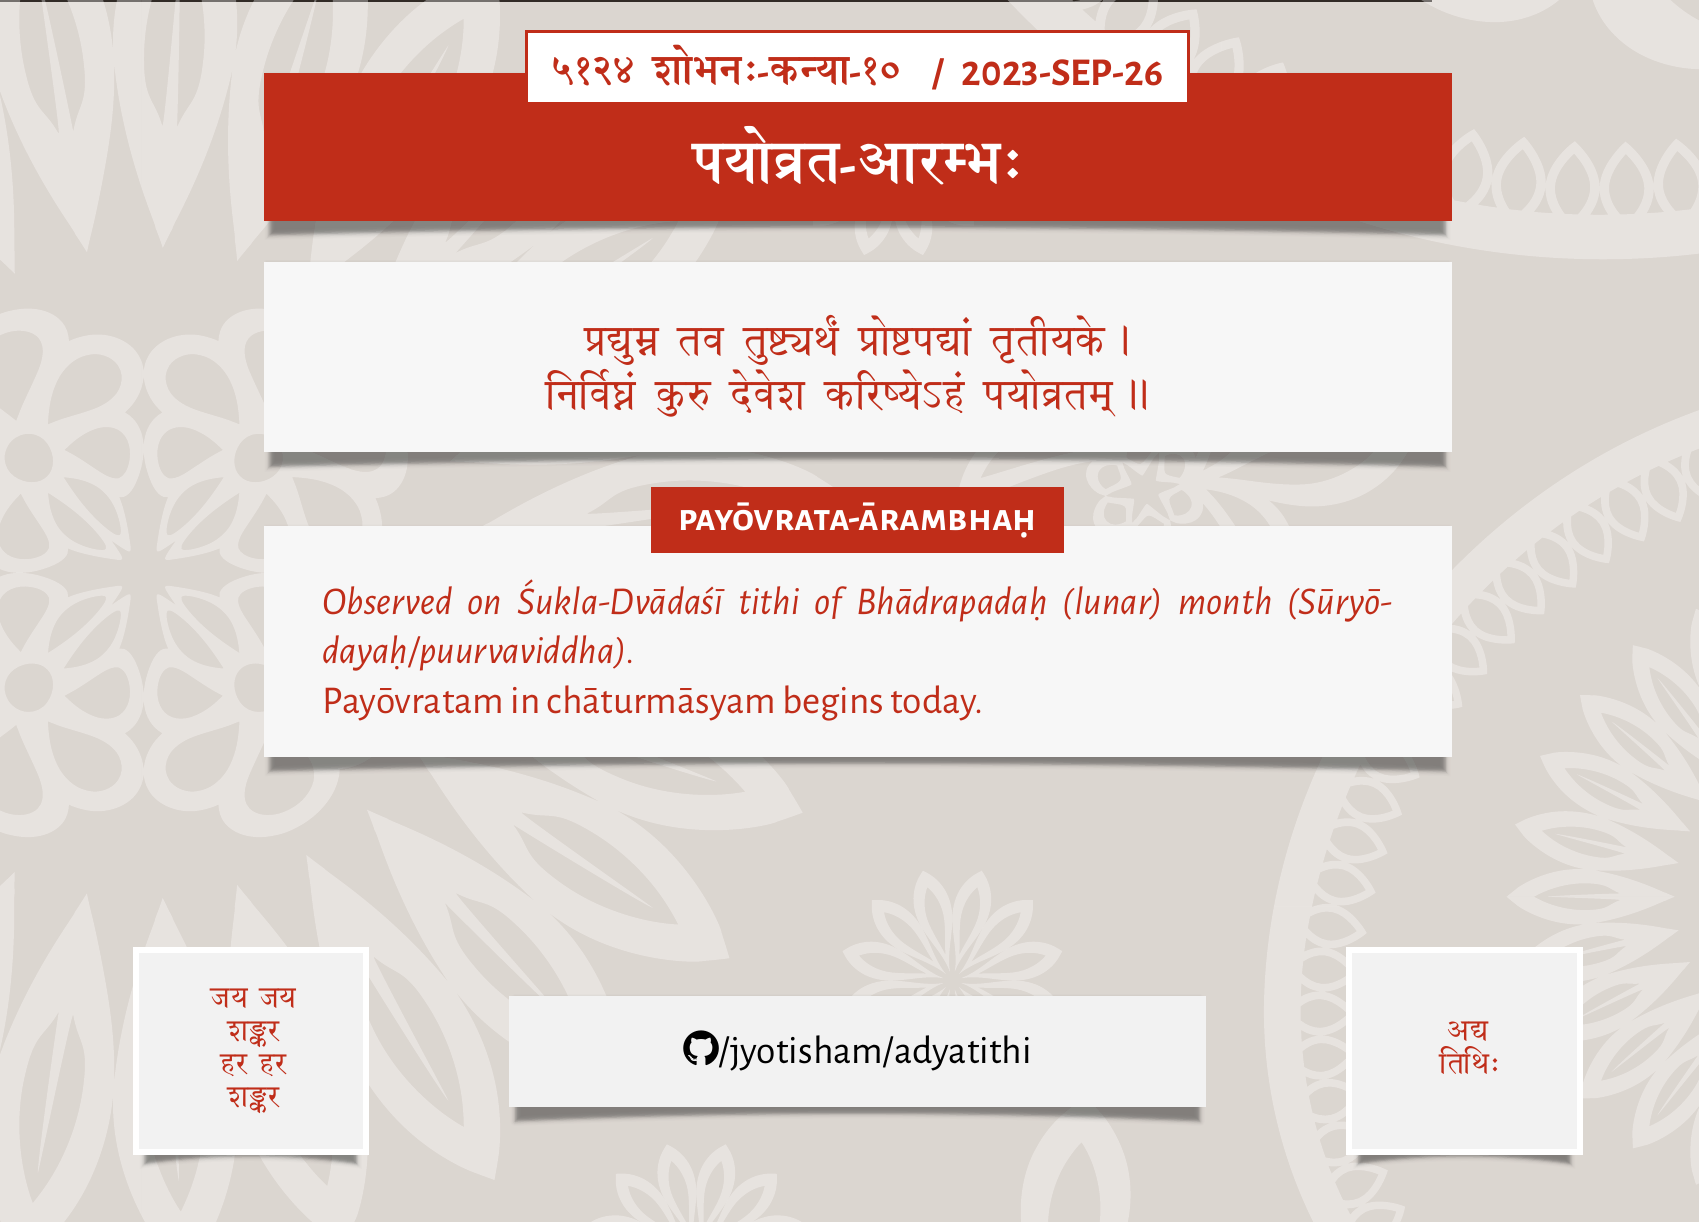 ५१२४ शोभनः-कन्या-१० / 2023-SEP-26
पयोव्रत-आरम्भः
प्रद्युम्न तव तुष्ट्यर्थं प्रोष्टपद्यां तृतीयके ।
निर्विघ्नं कुरु देवेश करिष्येऽहं पयोव्रतम् ॥
PAYŌVRATA-ĀRAMBHAḤ
Observed on Śukla-Dvādaśī tithi of Bhādrapadaḥ (lunar) month (Sūryō-
dayaḥ/puurvaviddha).
Payōvratam in chāturmāsyam begins today.
जय जय
शङ्कर
हर हर
शङ्कर
/jyotisham/adyatithi
अद्य
तिथिः